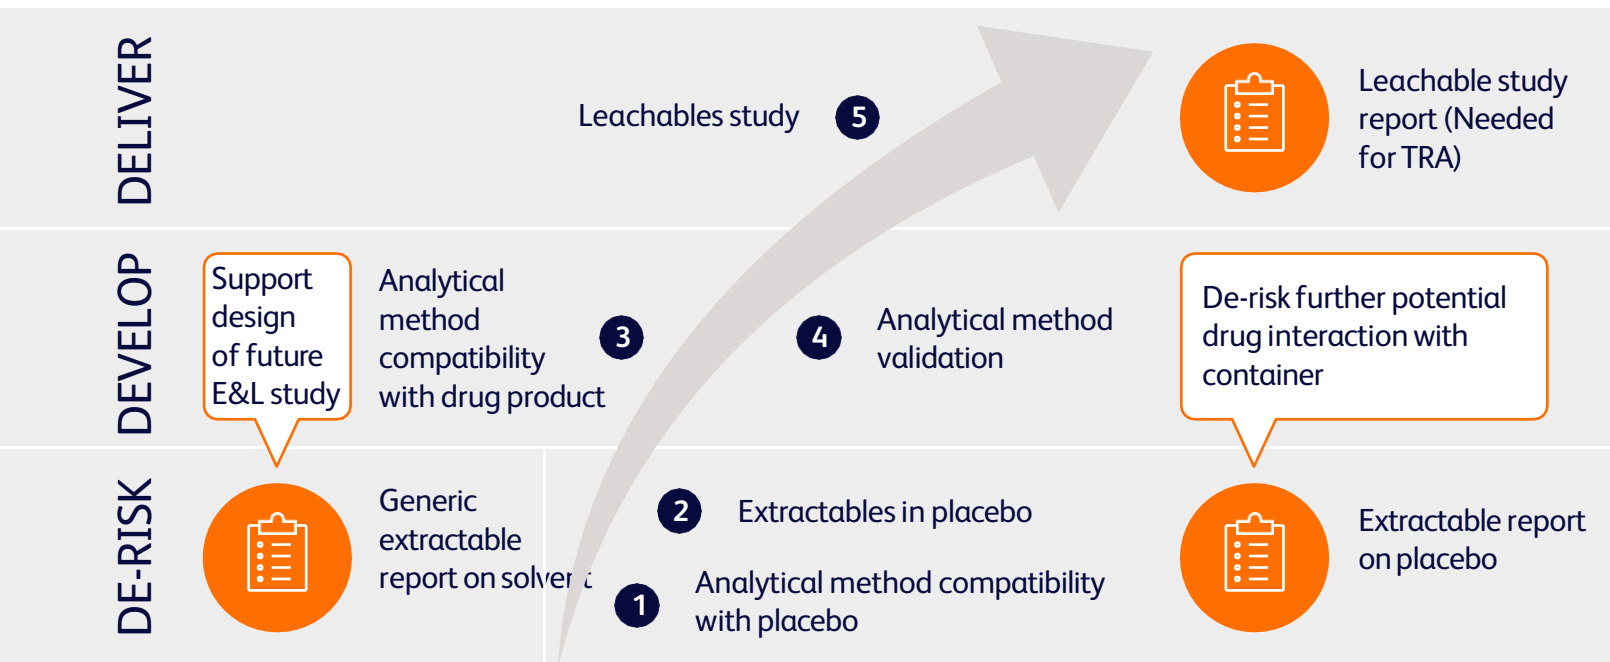 DELIVER
Leachables study
5
Leachable study
report (Needed
for TRA)
DEVELOP
Support
design
of future
E&L study
Analytical
method
compatibility
with drug product
3
4
Analytical method
validation
De-risk further potential
drug interaction with
container
DE-RISK
Generic
extractable
report on solvent
2
Extractables in placebo
1
Analytical method compatibility
with placebo
Extractable report
on placebo